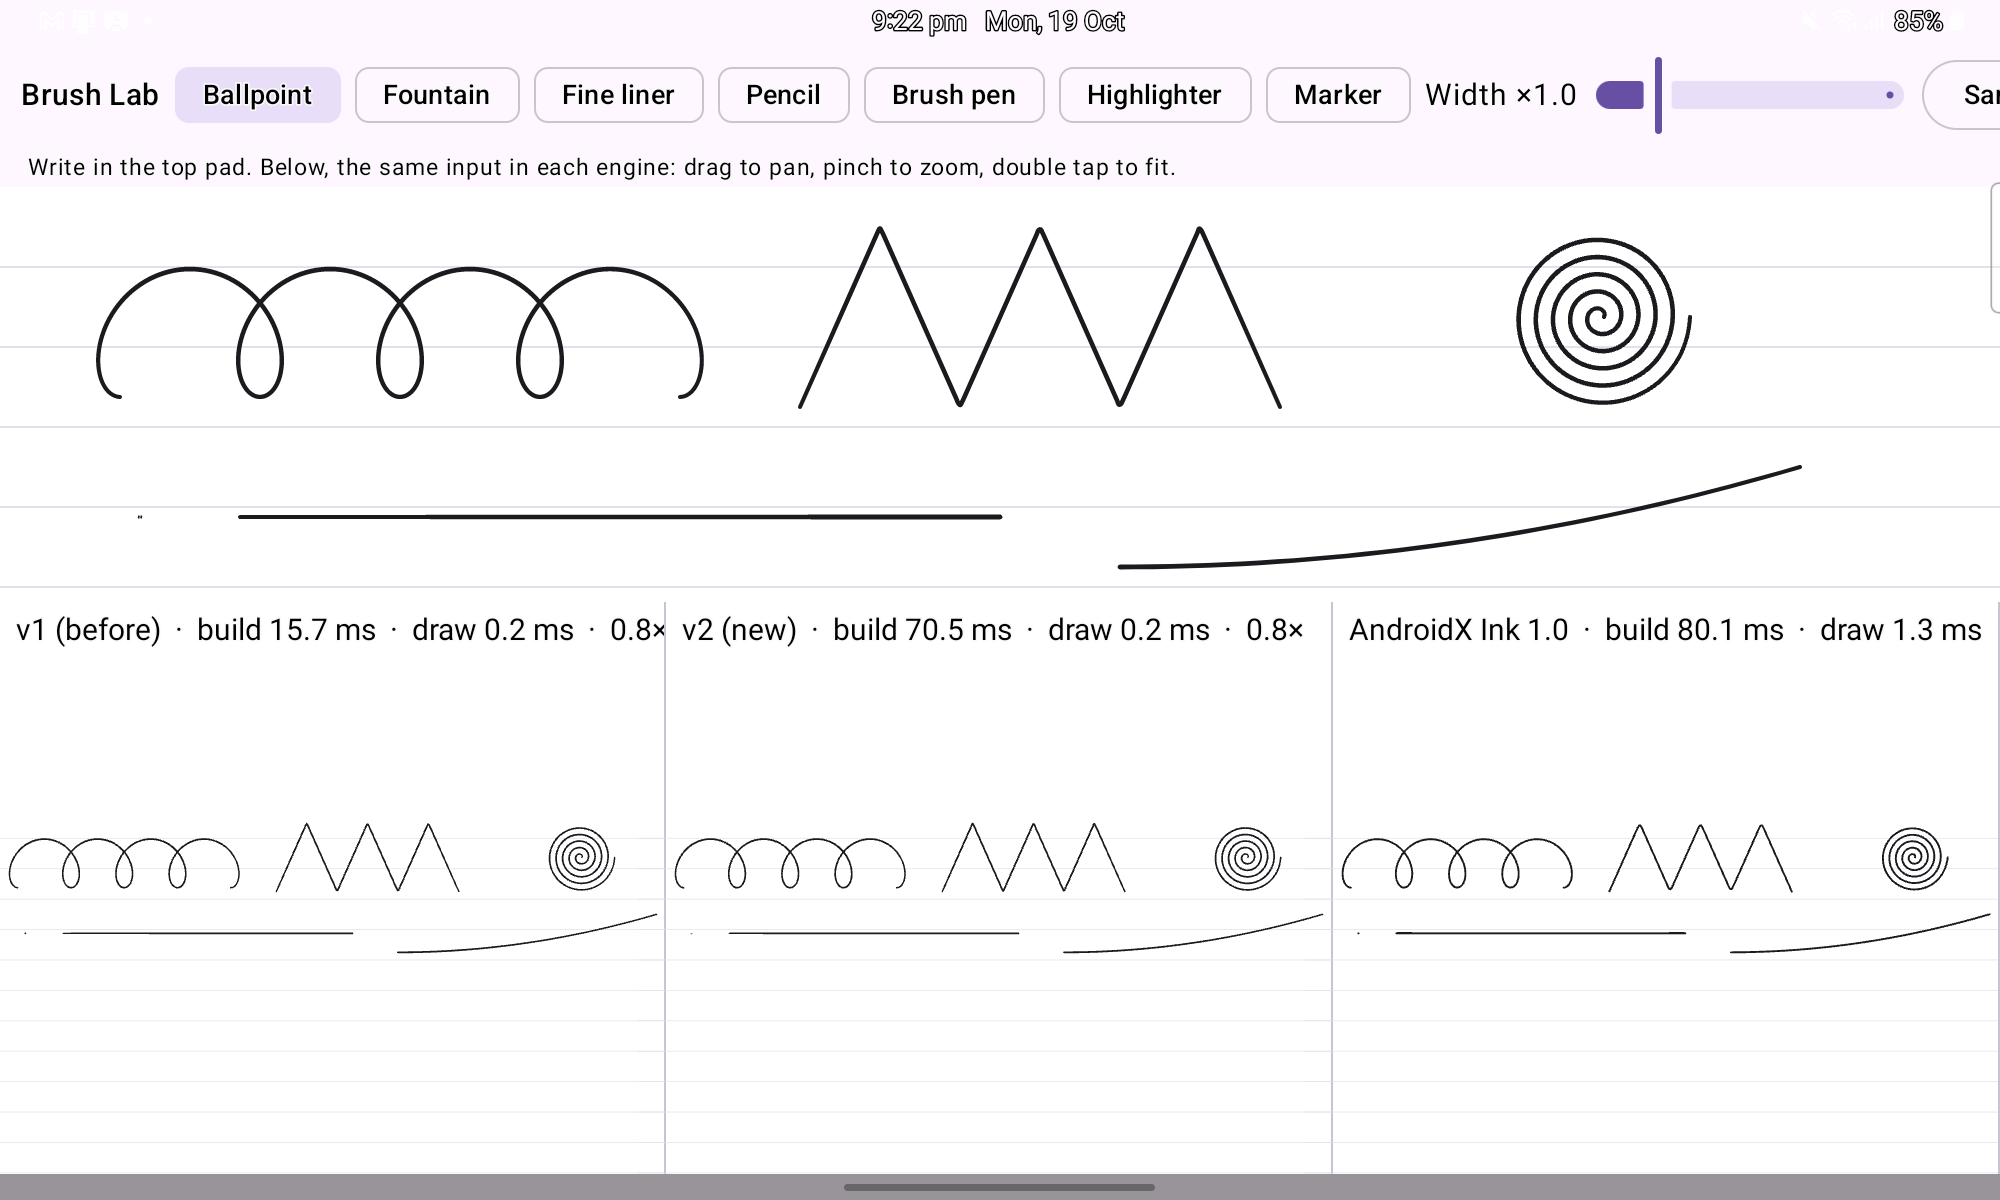 9:22 pm Mon, 19 Oct 85%
Brush Lab Ballpoint Fountain Fine liner Pencil Brush pen Highlighter Marker Width ×1.0
Write in the top pad. Below, the same input in each engine: drag to pan, pinch to zoom, double tap to fit.
v1 (before) · build 15.7 ms · draw 0.2 ms · 0.8× v2 (new) · build 70.5 ms · draw 0.2 ms · 0.8× AndroidX Ink 1.0 · build 80.1 ms · draw 1.3 ms